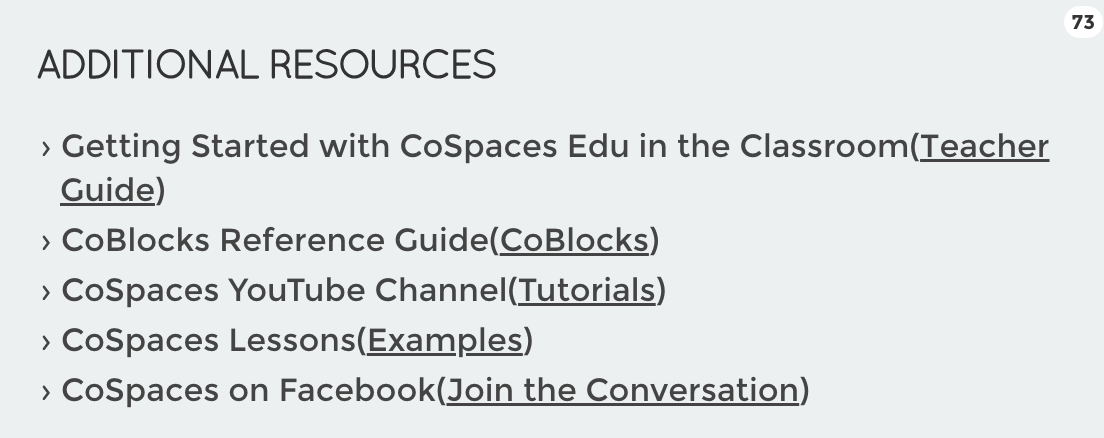 73
ADDITIONAL RESOURCES
› Getting Started with CoSpaces Edu in the Classroom(Teacher
Guide)
› CoBlocks Reference Guide(CoBlocks)
› CoSpaces YouTube Channel(Tutorials)
› CoSpaces Lessons(Examples)
› CoSpaces on Facebook(Join the Conversation)